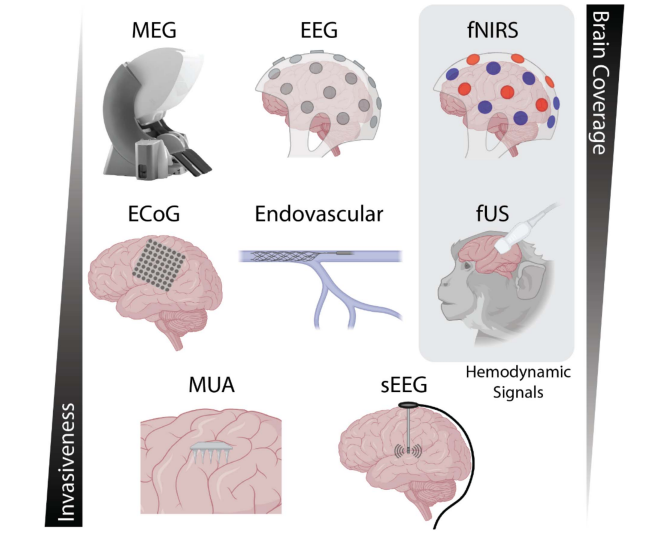 MEG
EEG
fNIRS
Brain Coverage
ECoG
Endovascular
fUS
Hemodynamic
Signals
MUA
sEEG
Invasiveness